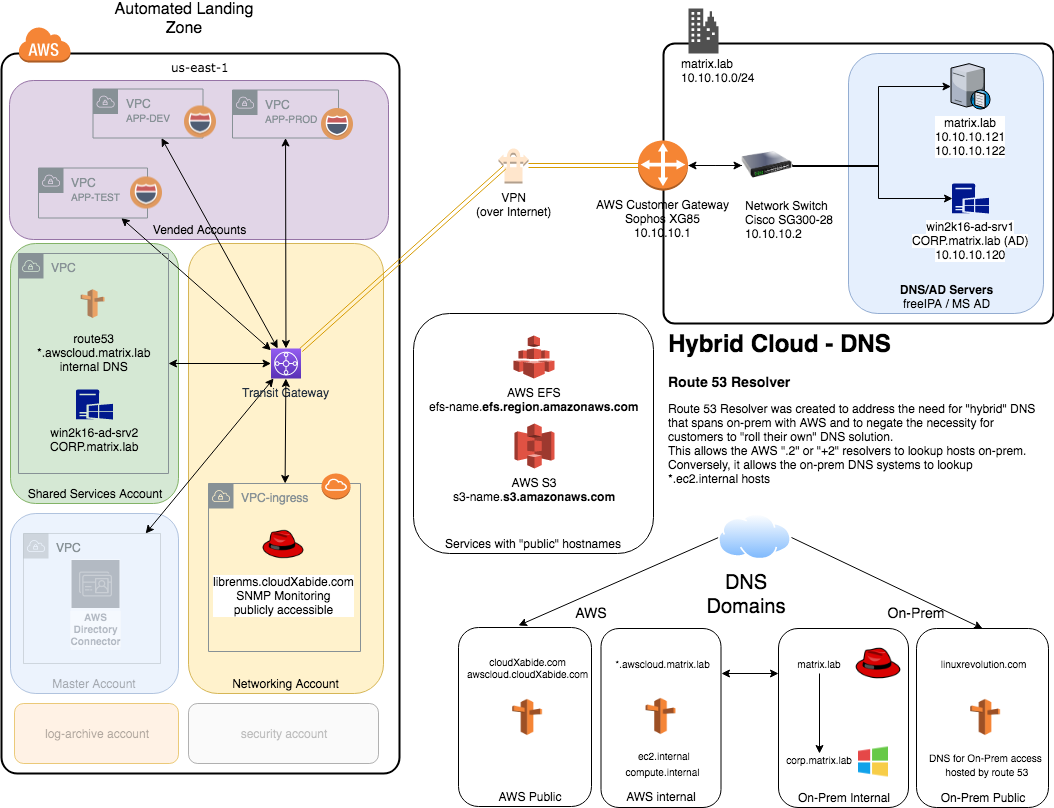 Automated Landing
Zone
AWS
us-east-1
VPC
APP-DEV
VPC
APP-PROD
VPC
APP-TEST
Vended Accounts
VPC
route53
*.awscloud.matrix.lab
internal DNS
win2k16-ad-srv2
CORP.matrix.lab
Shared Services Account
Transit Gateway
VPC-ingress
librenms.cloudXabide.com
SNMP Monitoring
publicly accessible
Networking Account
VPC
AWS
Directory
Connector
Master Account
log-archive account
security account
VPN
(over Internet)
matrix.lab
10.10.10.0/24
AWS Customer Gateway
Sophos XG85
10.10.10.1
Network Switch
Cisco SG300-28
10.10.10.2
matrix.lab
10.10.10.121
10.10.10.122
win2k16-ad-srv1
CORP.matrix.lab (AD)
10.10.10.120
DNS/AD Servers
freeIPA / MS AD
AWS EFS
efs-name.efs.region.amazonaws.com
AWS S3
s3-name.s3.amazonaws.com
Services with "public" hostnames
Hybrid Cloud - DNS
Route 53 Resolver
Route 53 Resolver was created to address the need for "hybrid" DNS
that spans on-prem with AWS and to negate the necessity for
customers to "roll their own" DNS solution.
This allows the AWS ".2" or "+2" resolvers to lookup hosts on-prem.
Conversely, it allows the on-prem DNS systems to lookup
*.ec2.internal hosts
DNS
Domains
AWS
On-Prem
cloudXabide.com
awscloud.cloudXabide.com
AWS Public
*.awscloud.matrix.lab
ec2.internal
compute.internal
AWS internal
matrix.lab
corp.matrix.lab
On-Prem Internal
linuxrevolution.com
DNS for On-Prem access
hosted by route 53
On-Prem Public